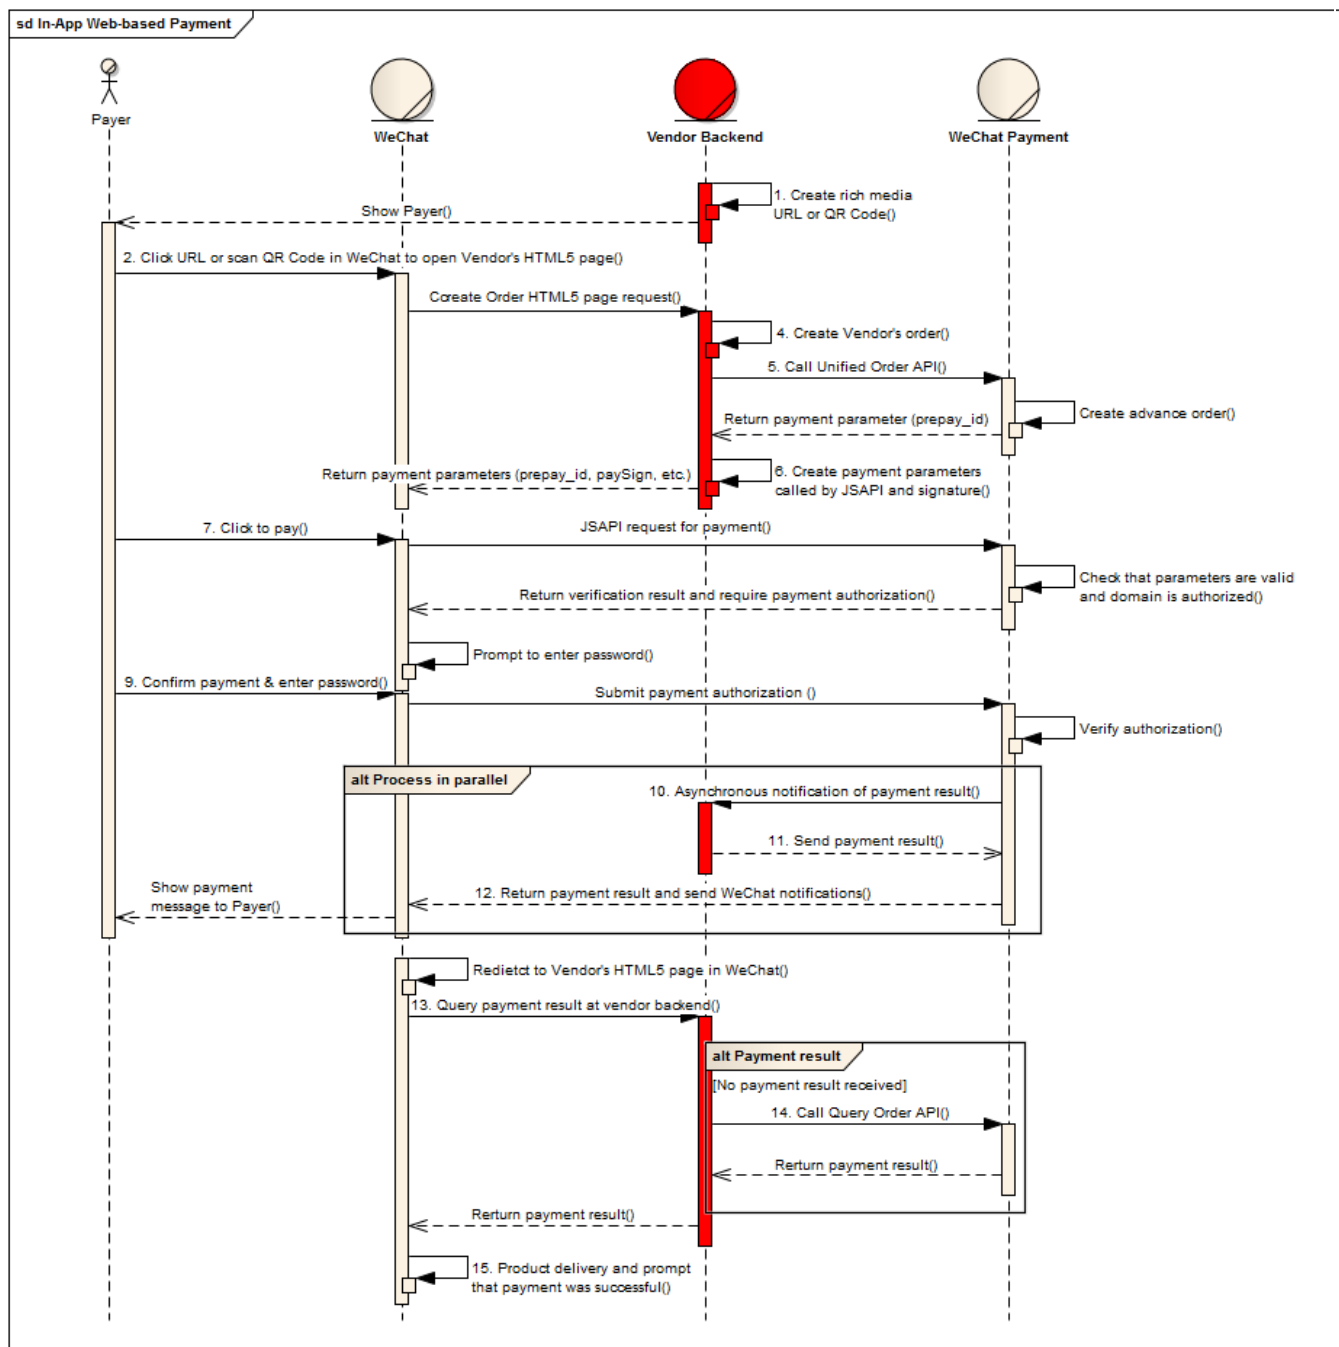 sd In-App Web-based Payment
Payer
WeChat
Vendor Backend
WeChat Payment
1. Create rich media
URL or QR Code()
Show Payer()
2. Click URL or scan QR Code in WeChat to open Vendor's HTML5 page()
Ccreate Order HTML5 page request()
4. Create Vendor's order()
5. Call Unified Order API()
Create advance order()
Return payment parameter (prepay_id)
6. Create payment parameters
called by JSAPI and signature()
Return payment parameters (prepay_id, paySign, etc.)
7. Click to pay()
JSAPI request for payment()
Check that parameters are valid
and domain is authorized()
Return verification result and require payment authorization()
Prompt to enter password()
9. Confirm payment & enter password()
Submit payment authorization ()
Verify authorization()
alt Process in parallel
10. Asynchronous notification of payment result()
11. Send payment result()
12. Return payment result and send WeChat notifications()
Show payment
message to Payer()
Redietct to Vendor's HTML5 page in WeChat()
13. Query payment result at vendor backend()
alt Payment result
[No payment result received]
14. Call Query Order API()
Rerturn payment result()
Rerturn payment result()
15. Product delivery and prompt
that payment was successful()